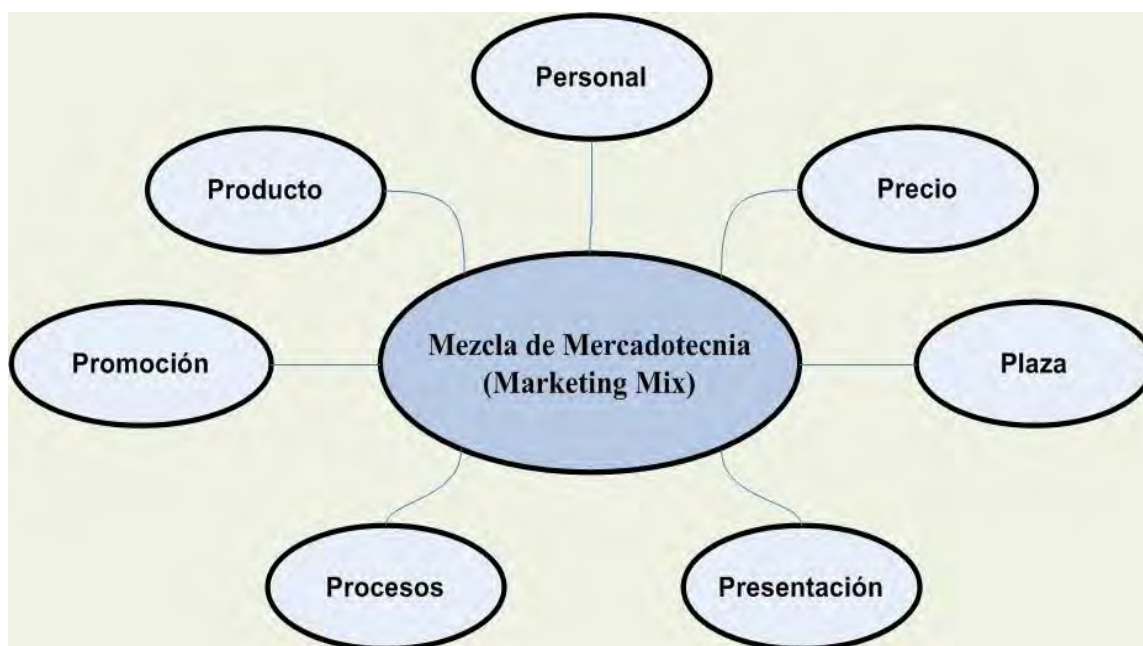 Personal
Producto
Precio
Mezcla de Mercadotecnia
(Marketing Mix)
Promoción
Plaza
Procesos
Presentación